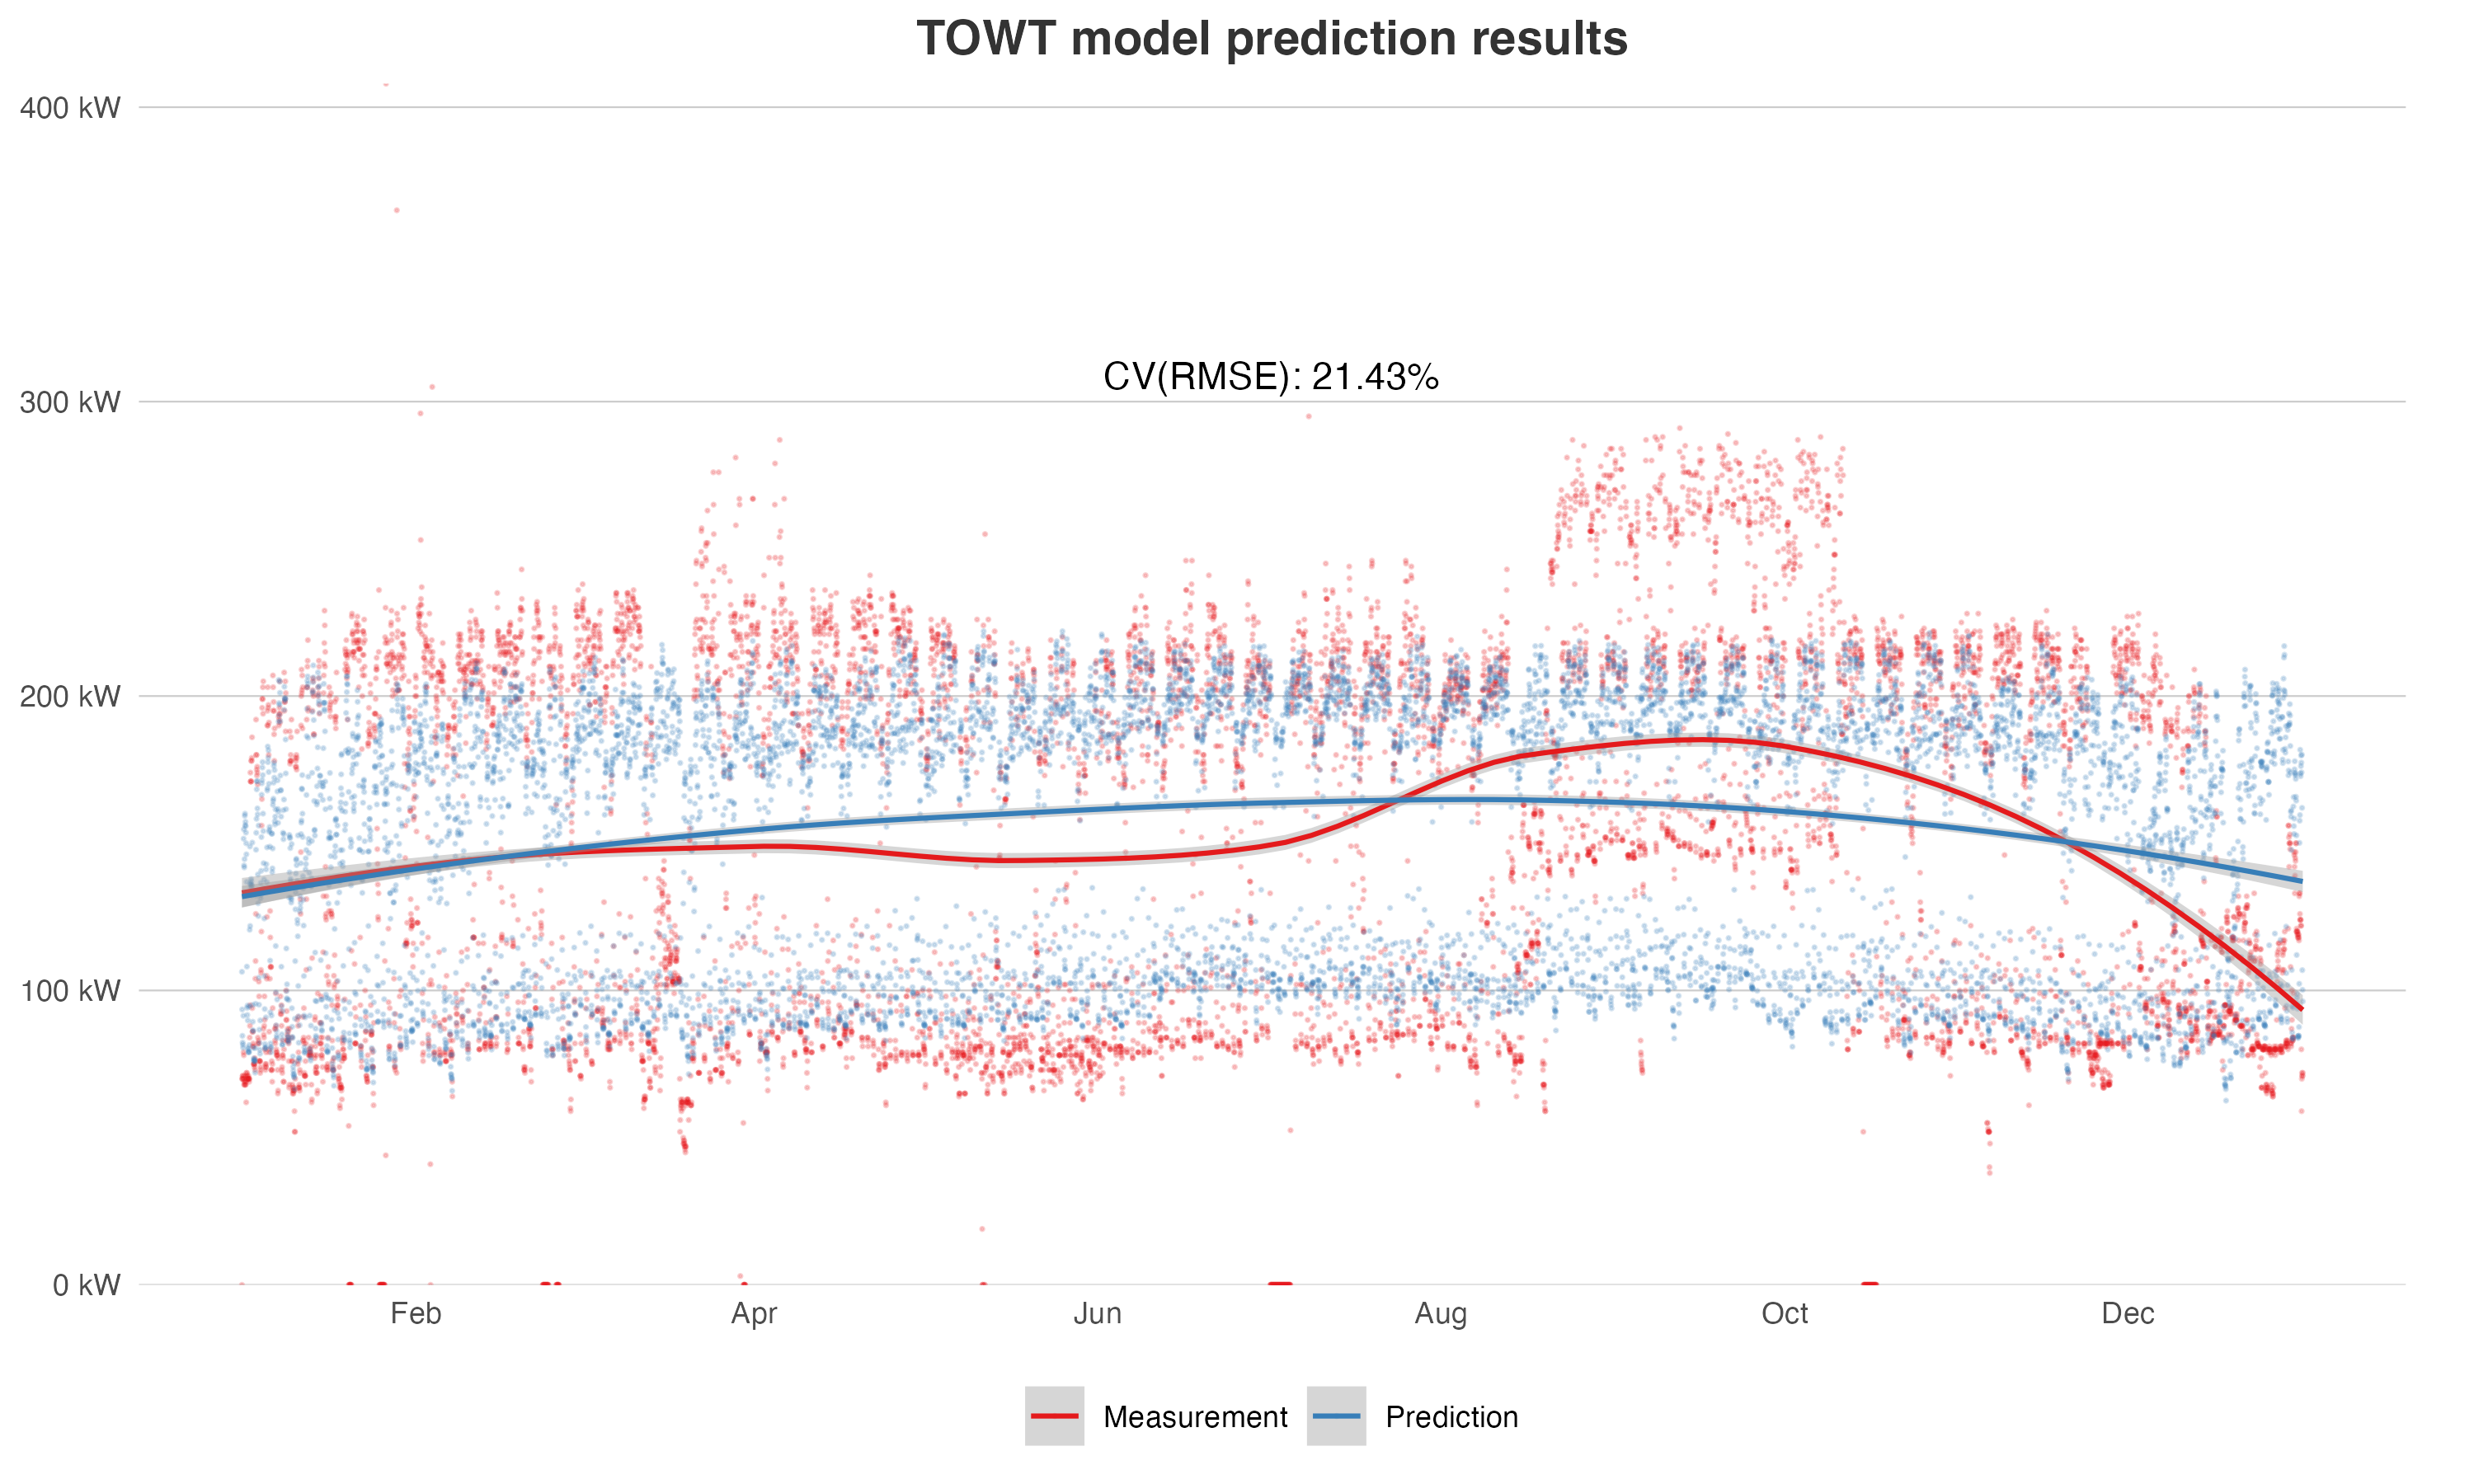 TOWT model prediction results
400 kW
300 kW
200 kW
100 kW
0 kW
CV(RMSE): 21.43%
Feb Apr Jun Aug Oct Dec
Measurement Prediction